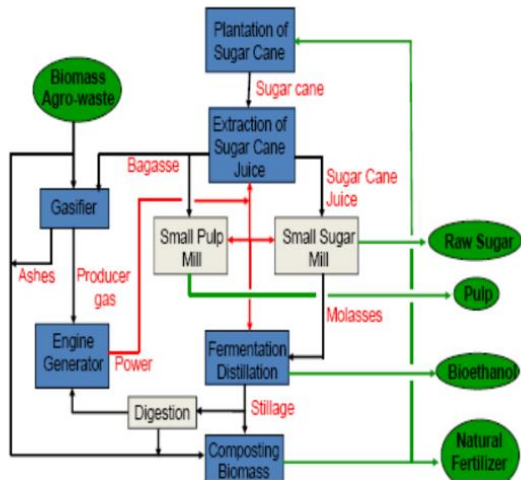 Plantation of
Sugar Cane
Biomass
Agro-waste
Sugar cane
Extraction of
Sugar Cane
Juice
Bagasse
Sugar Cane
Juice
Gasifier
Small Pulp
Mill
Small Sugar
Mill
Raw Sugar
Ashes
Producer
gas
Pulp
Molasses
Engine
Generator
Power
Fermentation
Distillation
Bioethanol
Digestion
Stillage
Composting
Biomass
Natural
Fertilizer